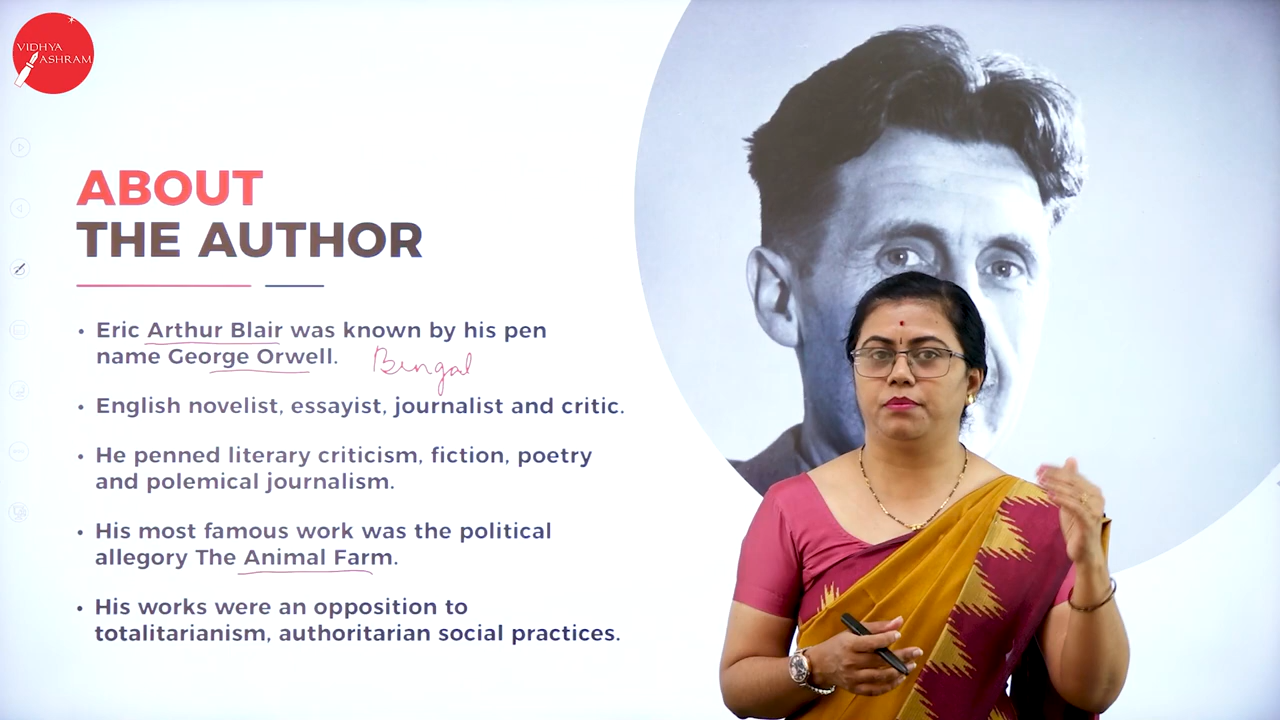 VIDHYA
ASHRAM
ABOUT
THE AUTHOR
• Eric Arthur Blair was known by his pen
name George Orwell.
Bengal
• English novelist, essayist, journalist and critic.
• He penned literary criticism, fiction, poetry
and polemical journalism.
• His most famous work was the political
allegory The Animal Farm.
• His works were an opposition to
totalitarianism, authoritarian social practices.